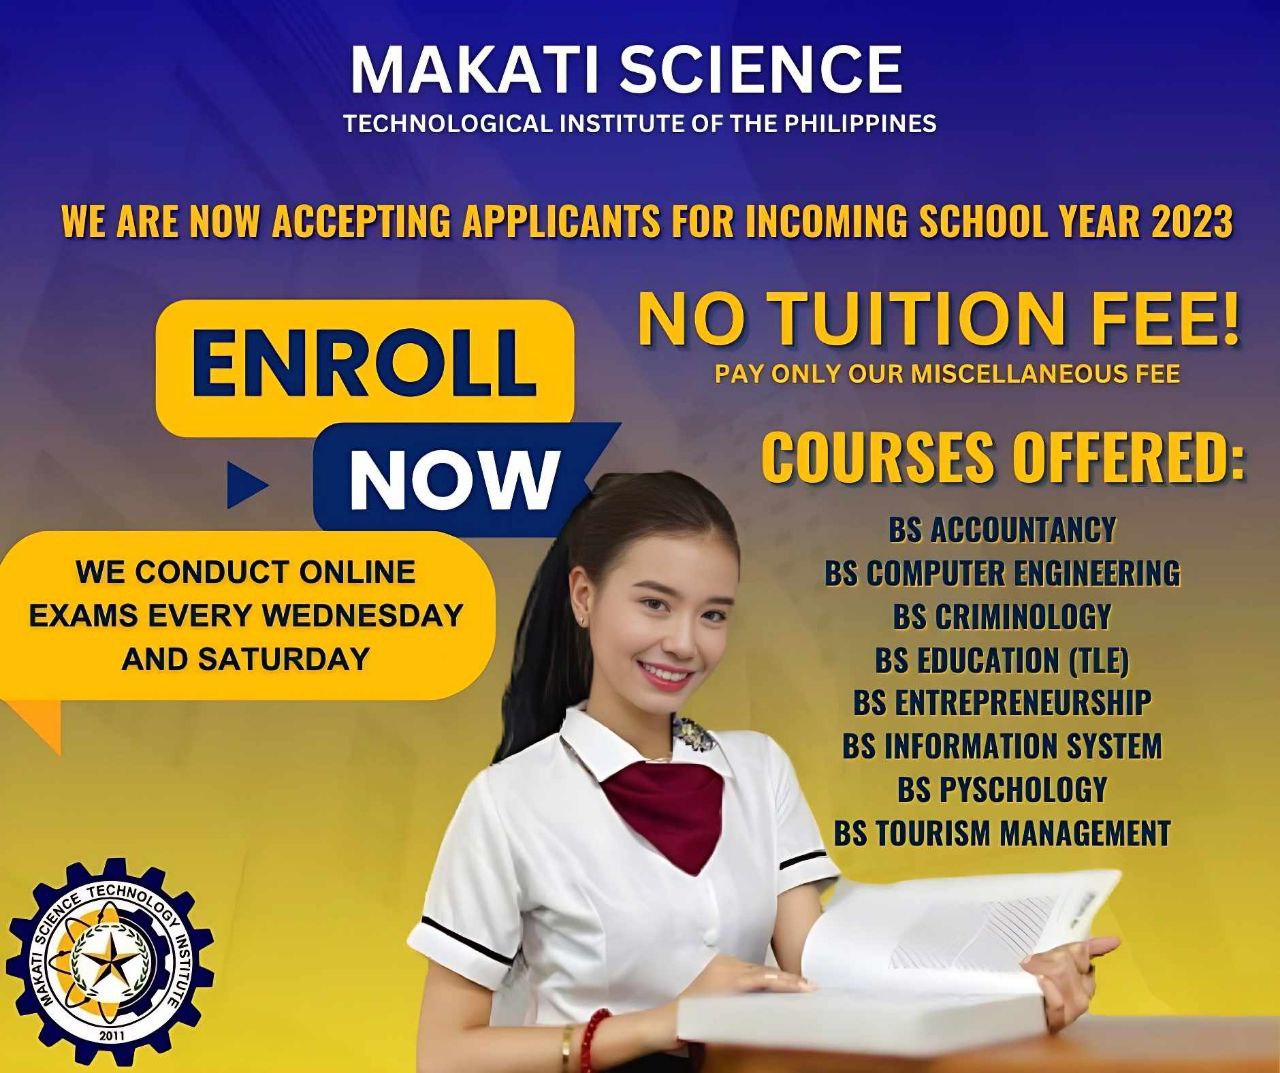 MAKATI SCIENCE
TECHNOLOGICAL INSTITUTE OF THE PHILIPPINES
WE ARE NOW ACCEPTING APPLICANTS FOR INCOMING SCHOOL YEAR 2023
ENROLL
NOW
NO TUITION FEE!
PAY ONLY OUR MISCELLANEOUS FEE
WE CONDUCT ONLINE
EXAMS EVERY WEDNESDAY
AND SATURDAY
COURSES OFFERED:
BS ACCOUNTANCY
BS COMPUTER ENGINEERING
BS CRIMINOLOGY
BS EDUCATION (TLE)
BS ENTREPRENEURSHIP
BS INFORMATION SYSTEM
BS PYSCHOLOGY
BS TOURISM MANAGEMENT
MAKATI SCIENCE TECHNOLOGY INSTITUTE
2011